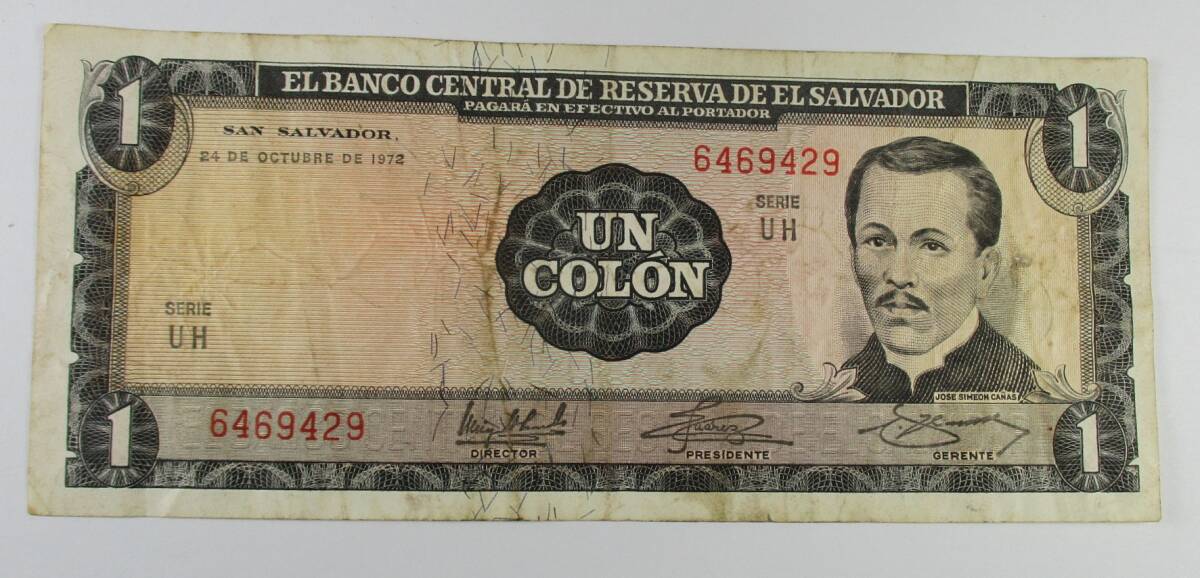 1
EL BANCO CENTRAL DE RESERVA DE EL SALVADOR
1
PAGARÁ EN EFECTIVO AL PORTADOR
SAN SALVADOR,
24 DE OCTUBRE DE 1972
6469429
SERIE
UH
UN
COLÓN
SERIE
UH
JOSE SIMEON CAÑAS
1
6469429
DIRECTOR
PRESIDENTE
GERENTE
1